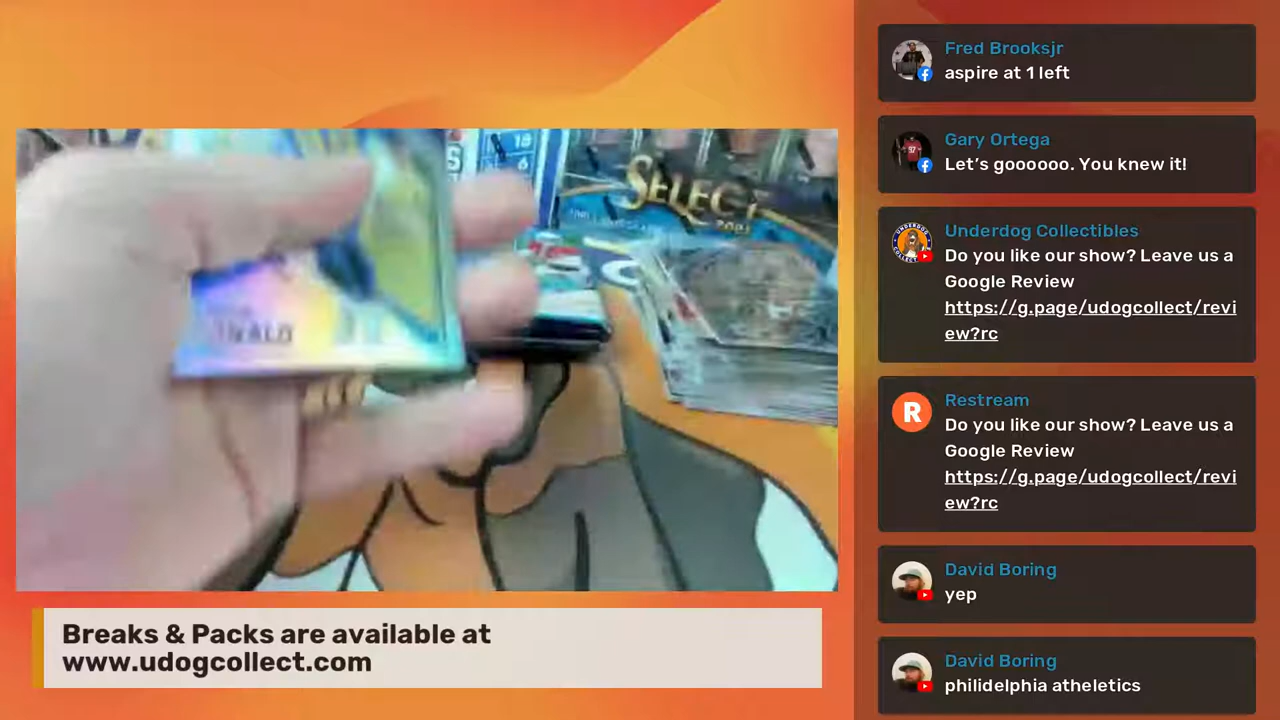 Fred Brooksjr
aspire at 1 left
Gary Ortega
Let’s goooooo. You knew it!
Underdog Collectibles
Do you like our show? Leave us a
Google Review
https://g.page/udogcollect/revi
ew?rc
Restream
Do you like our show? Leave us a
Google Review
https://g.page/udogcollect/revi
ew?rc
David Boring
yep
David Boring
philidelphia atheletics
18
6
S
SELECT
NALD
Breaks & Packs are available at
www.udogcollect.com